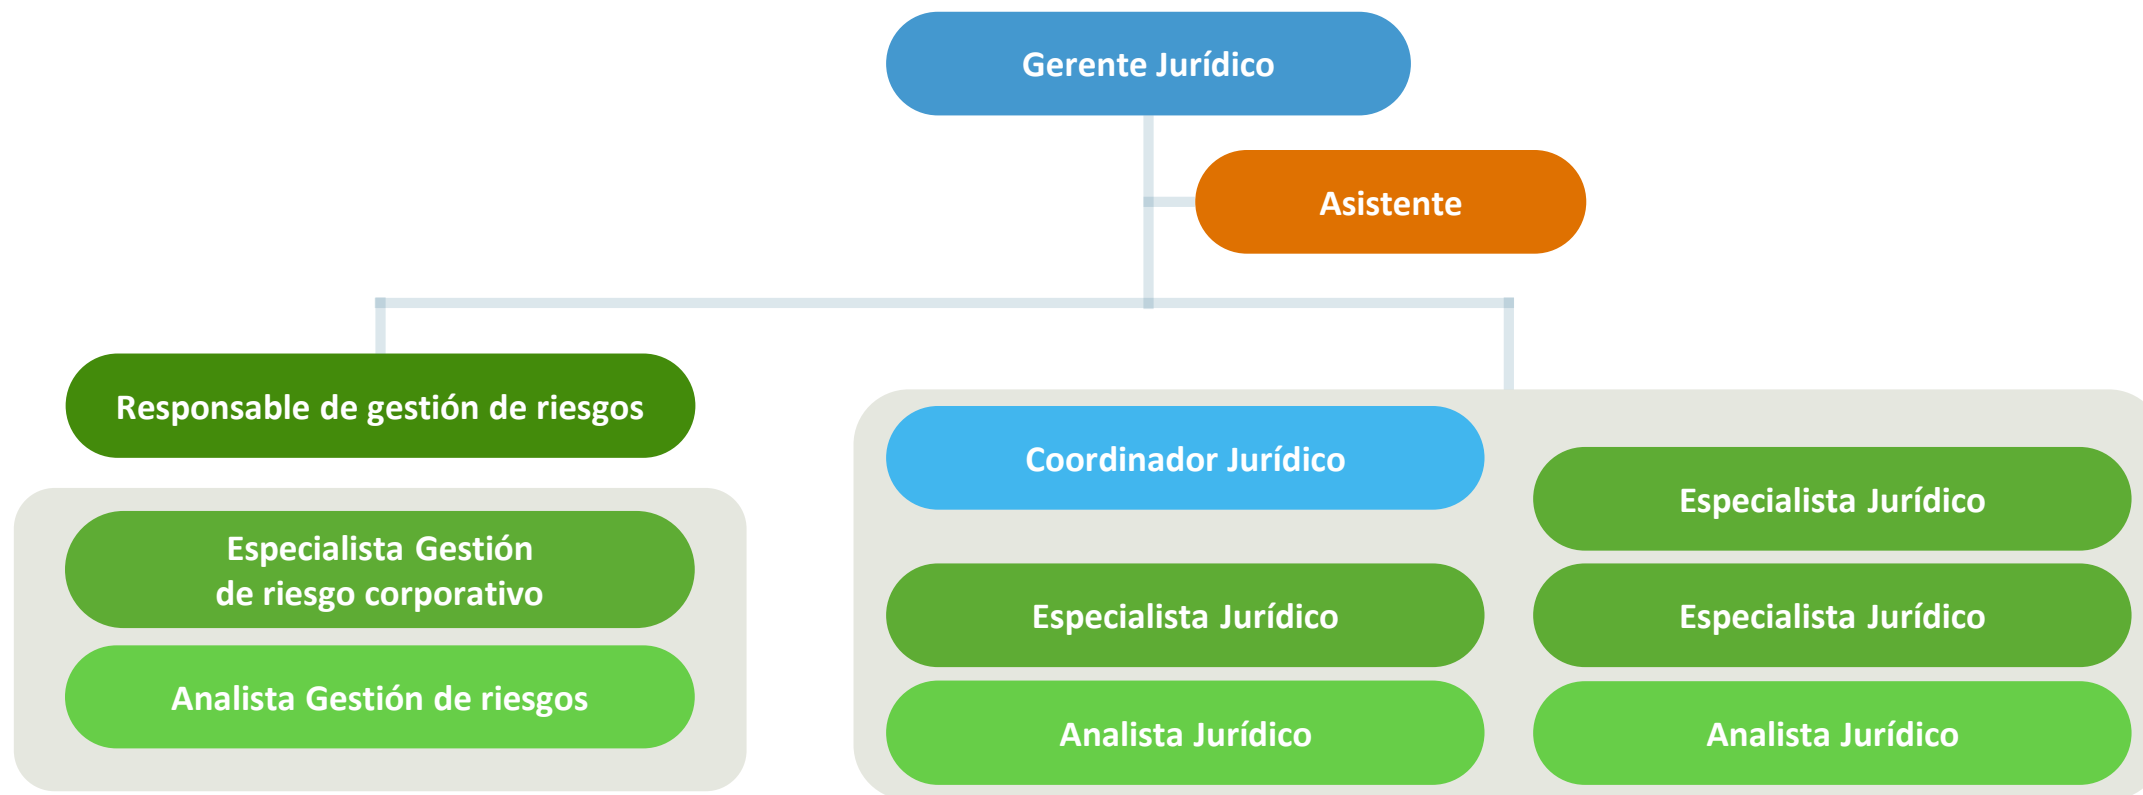 Gerente Jurídico
Asistente
Responsable de gestión de riesgos
Especialista Gestión
de riesgo corporativo
Analista Gestión de riesgos
Coordinador Jurídico
Especialista Jurídico
Analista Jurídico
Especialista Jurídico
Especialista Jurídico
Analista Jurídico